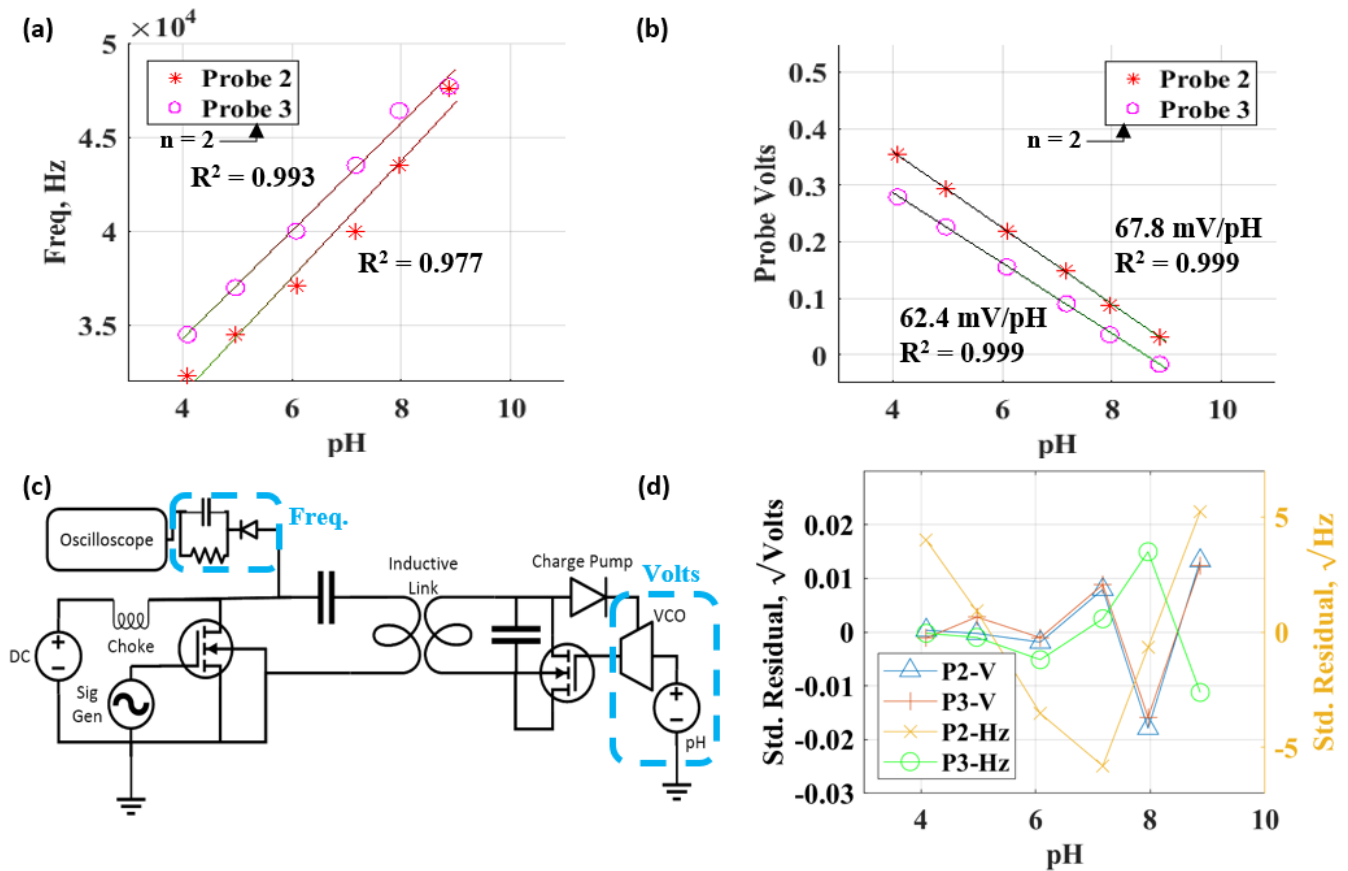 (a)
×10⁴
5
4.5
4
3.5
Freq, Hz
Probe 2
Probe 3
n = 2
R² = 0.993
R² = 0.977
4 6 8 10
pH
(b)
0.5
0.4
0.3
0.2
0.1
0
Probe Volts
Probe 2
Probe 3
n = 2
67.8 mV/pH
R² = 0.999
62.4 mV/pH
R² = 0.999
4 6 8 10
pH
(c)
Oscilloscope
Freq.
Inductive
Link
Charge Pump
Volts
VCO
DC
Choke
Sig
Gen
pH
(d)
0.02
0.01
0
-0.01
-0.02
-0.03
Std. Residual, √Volts
P2-V
P3-V
P2-Hz
P3-Hz
5
0
-5
Std. Residual, √Hz
4 6 8 10
pH